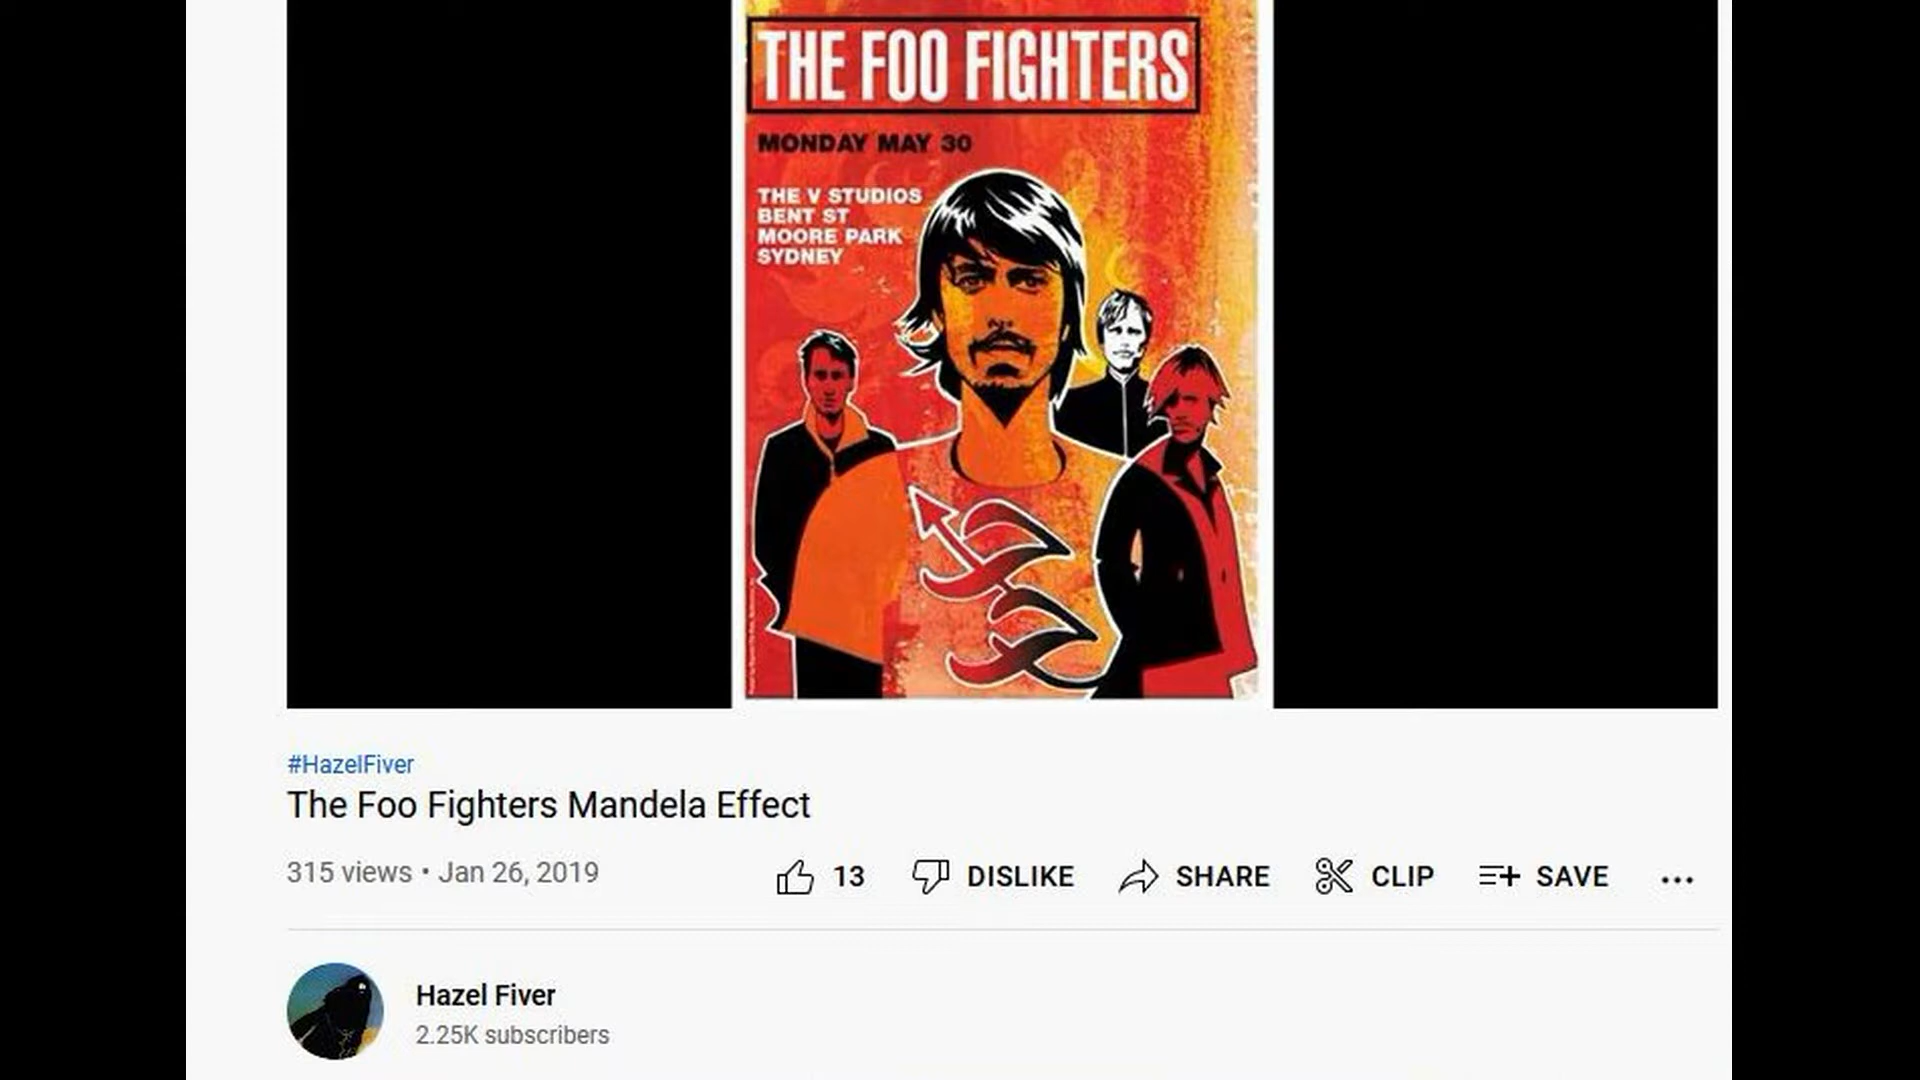 THE FOO FIGHTERS
MONDAY MAY 30
THE V STUDIOS
BENT ST
MOORE PARK
SYDNEY
#HazelFiver
The Foo Fighters Mandela Effect
315 views • Jan 26, 2019
13
DISLIKE
SHARE
CLIP
SAVE
Hazel Fiver
2.25K subscribers